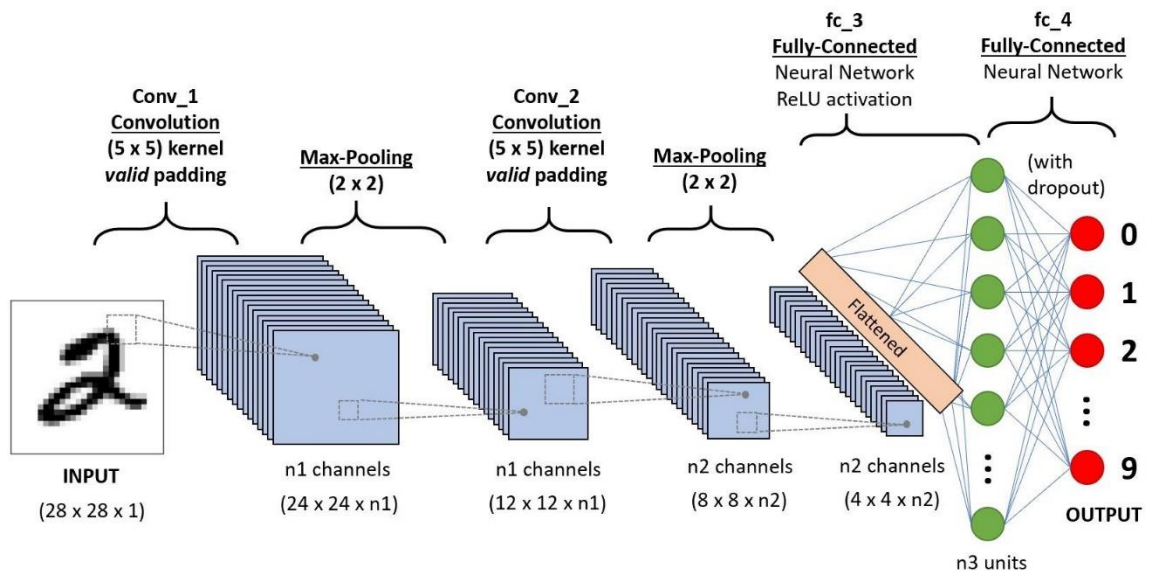 fc_3
Fully-Connected
Neural Network
ReLU activation
fc_4
Fully-Connected
Neural Network
Conv_1
Convolution
(5 x 5) kernel
valid padding
Max-Pooling
(2 x 2)
Conv_2
Convolution
(5 x 5) kernel
valid padding
Max-Pooling
(2 x 2)
(with
dropout)
Flattened
0
1
2
9
INPUT
(28 x 28 x 1)
n1 channels
(24 x 24 x n1)
n1 channels
(12 x 12 x n1)
n2 channels
(8 x 8 x n2)
n2 channels
(4 x 4 x n2)
OUTPUT
n3 units